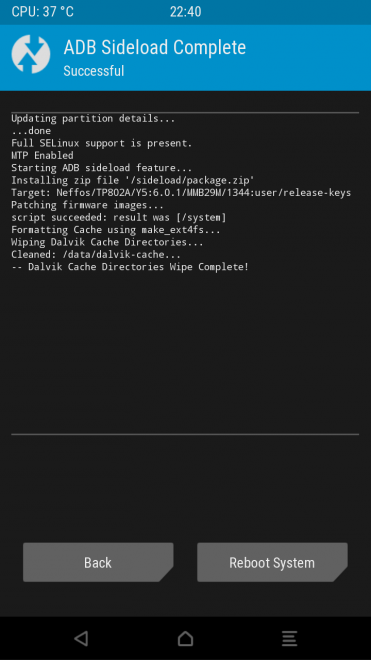 CPU: 37 °C 22:40
ADB Sideload Complete
Successful
Updating partition details...
...done
Full SELinux support is present.
MTP Enabled
Starting ADB sideload feature...
Installing zip file '/sideload/package.zip'
Target: Neffos/TP802A/Y5:6.0.1/MMB29M/1344:user/release-keys
Patching firmware images...
script succeeded: result was [/system]
Formatting Cache using make_ext4fs...
Wiping Dalvik Cache Directories...
Cleaned: /data/dalvik-cache...
-- Dalvik Cache Directories Wipe Complete!
Back Reboot System